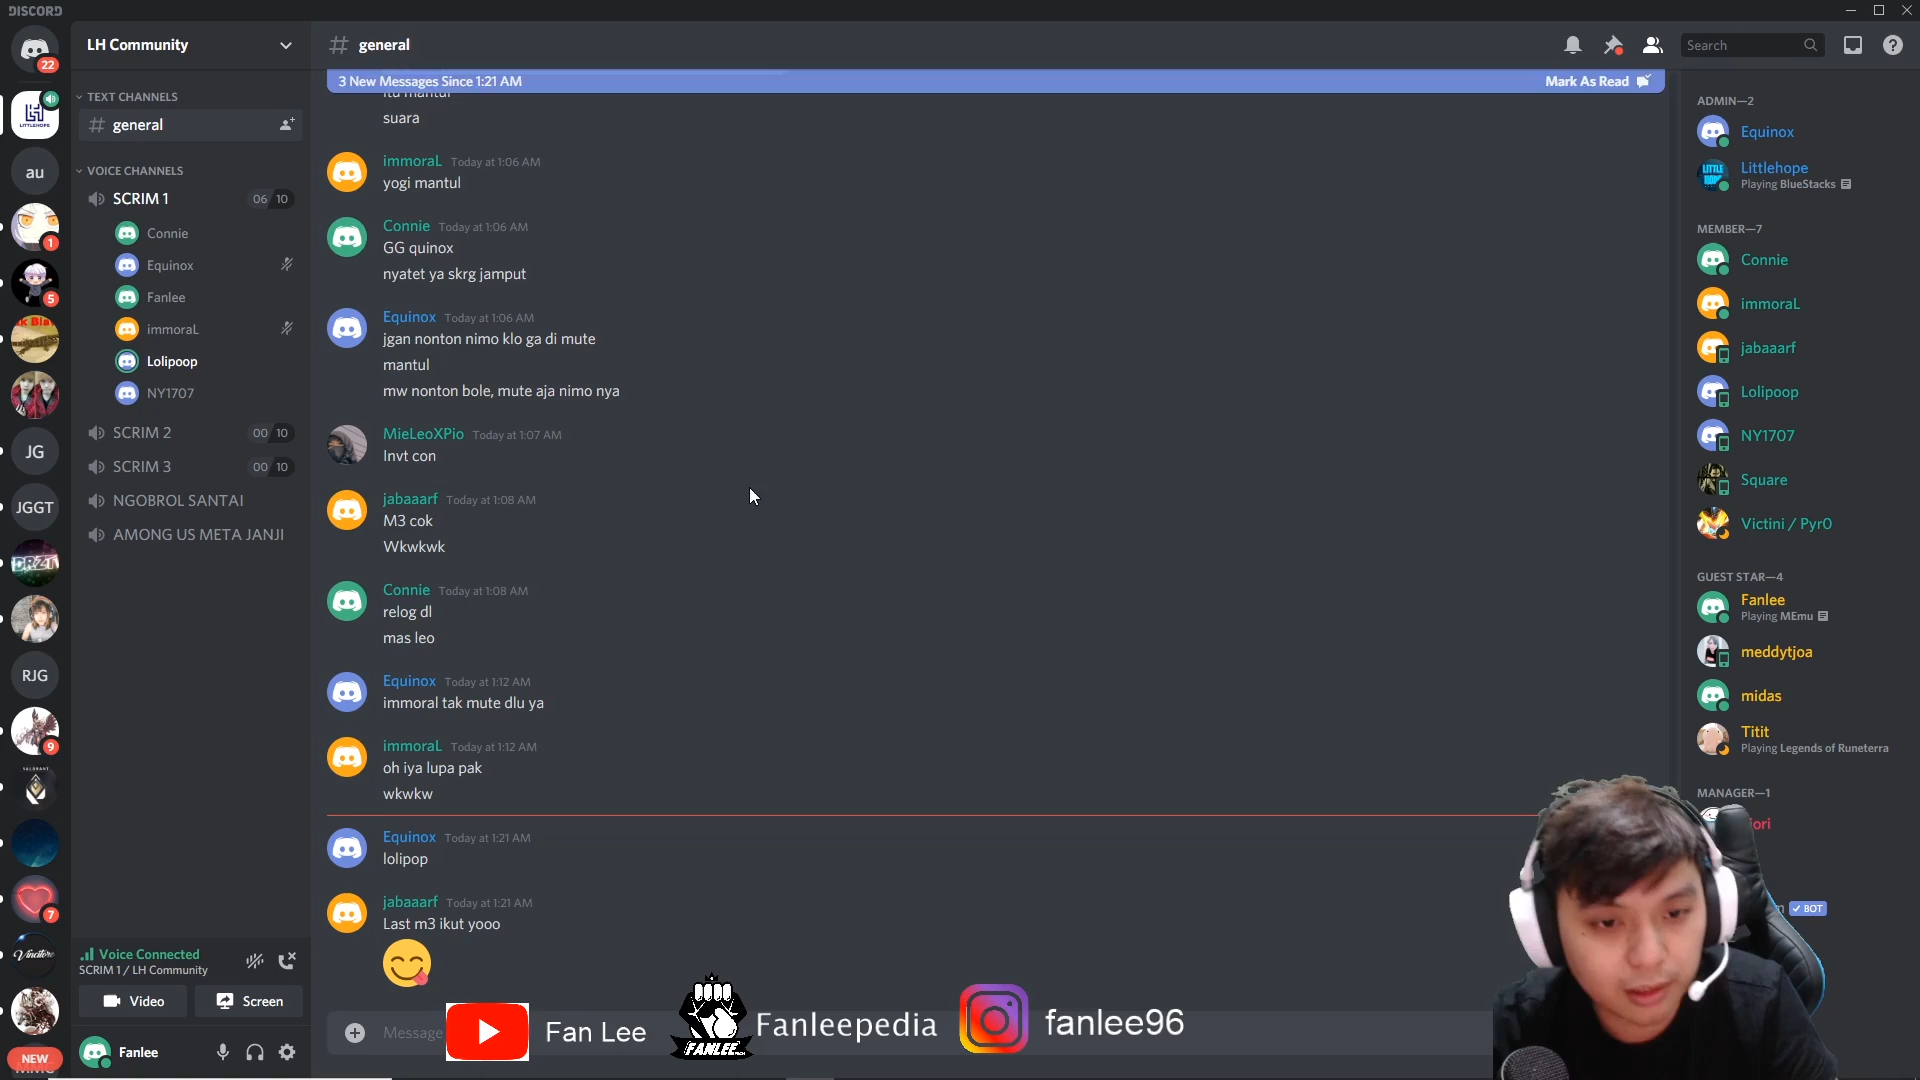 DISCORD
22
LH Community
general
Search
3 New Messages Since 1:21 AM
Mark As Read
TEXT CHANNELS
general
VOICE CHANNELS
SCRIM 1
06 10
Connie
Equinox
Fanlee
immoraL
Lolipoop
NY1707
SCRIM 2
00 10
SCRIM 3
00 10
NGOBROL SANTAI
AMONG US META JANJI
LITTLEHOPE
au
1
5
JG
JGGT
DRZT
RJG
9
VALORANT
7
Vincitore
NEW
suara
immoraL Today at 1:06 AM
yogi mantul
Connie Today at 1:06 AM
GG quinox
nyatet ya skrg jamput
Equinox Today at 1:06 AM
jgan nonton nimo klo ga di mute
mantul
mw nonton bole, mute aja nimo nya
MieLeoXPio Today at 1:07 AM
Invt con
jabaaarf Today at 1:08 AM
M3 cok
Wkwkwk
Connie Today at 1:08 AM
relog dl
mas leo
Equinox Today at 1:12 AM
immoral tak mute dlu ya
immoraL Today at 1:12 AM
oh iya lupa pak
wkwkw
Equinox Today at 1:21 AM
lolipop
jabaaarf Today at 1:21 AM
Last m3 ikut yooo
Message
Fan Lee
FANLEE
Fanleepedia
fanlee96
Voice Connected
SCRIM 1 / LH Community
Video
Screen
Fanlee
ADMIN—2
Equinox
Littlehope
Playing BlueStacks
MEMBER—7
Connie
immoraL
jabaaarf
Lolipoop
NY1707
Square
Victini / Pyr0
GUEST STAR—4
Fanlee
Playing MEmu
meddytjoa
midas
Titit
Playing Legends of Runeterra
MANAGER—1
BOT